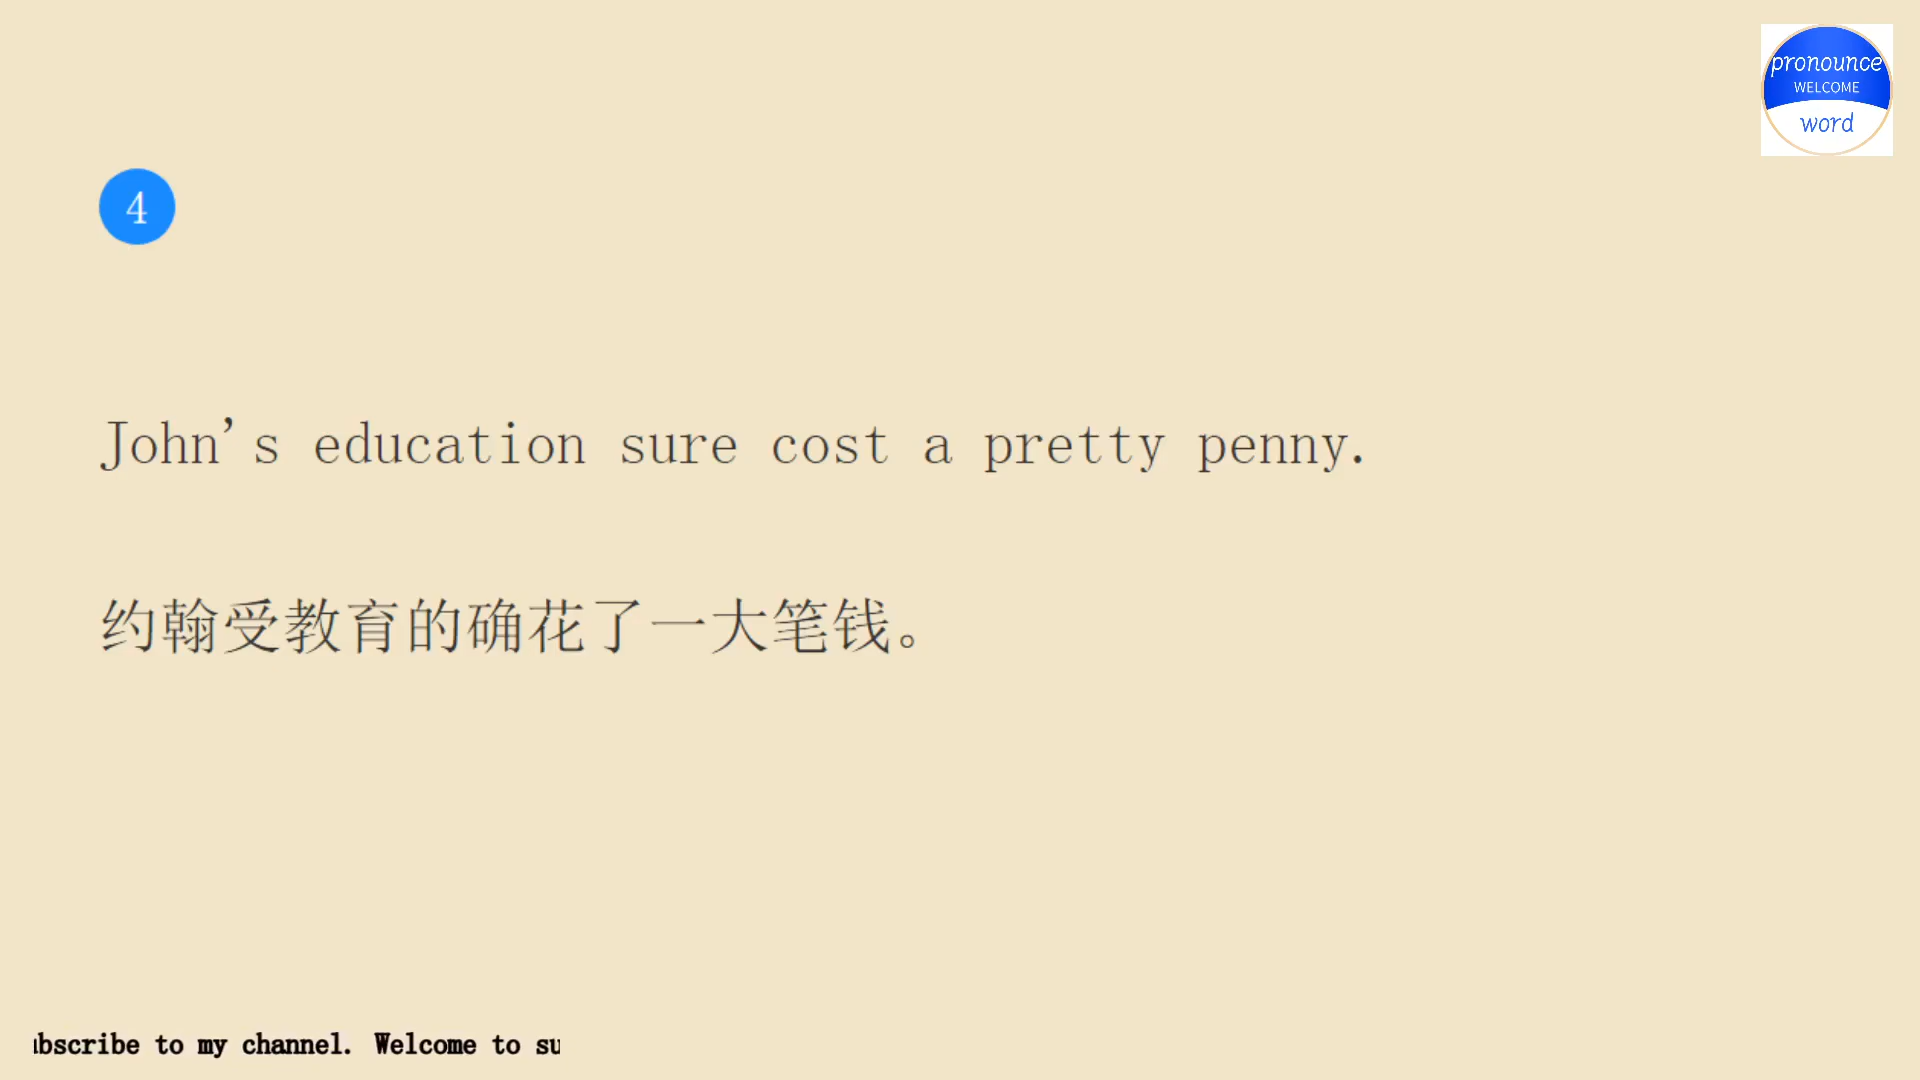 pronounce
WELCOME
word
4
John's education sure cost a pretty penny.
约翰受教育的确花了一大笔钱。
ubscribe to my channel. Welcome to su